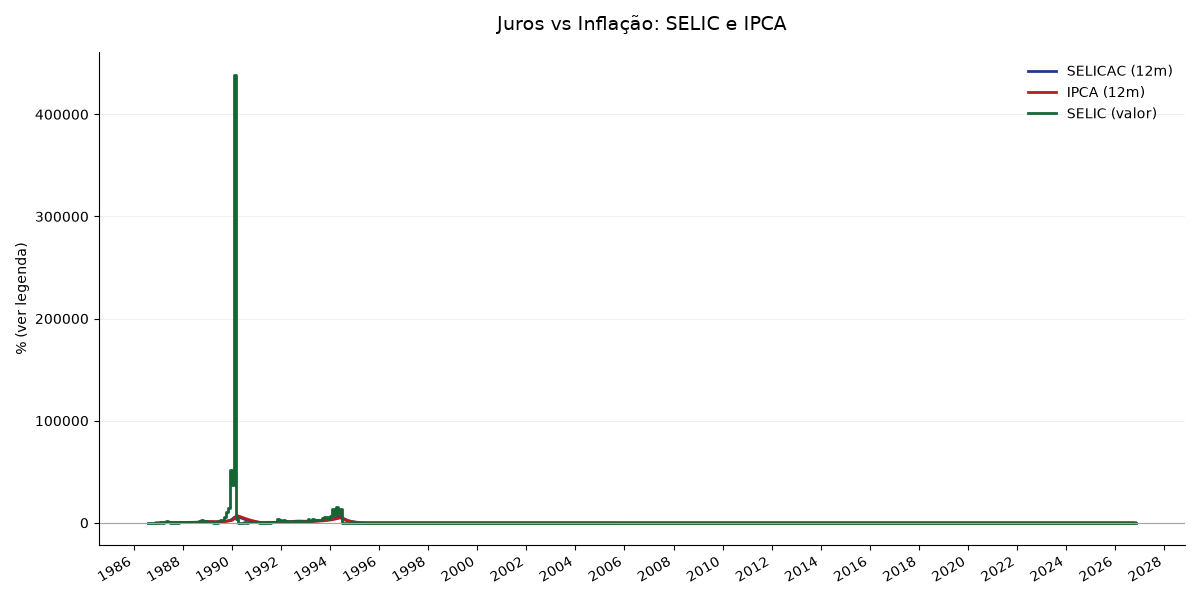 Juros vs Inflação: SELIC e IPCA
SELICAC (12m)
IPCA (12m)
SELIC (valor)
% (ver legenda)
400000
300000
200000
100000
0
1986 1988 1990 1992 1994 1996 1998 2000 2002 2004 2006 2008 2010 2012 2014 2016 2018 2020 2022 2024 2026 2028